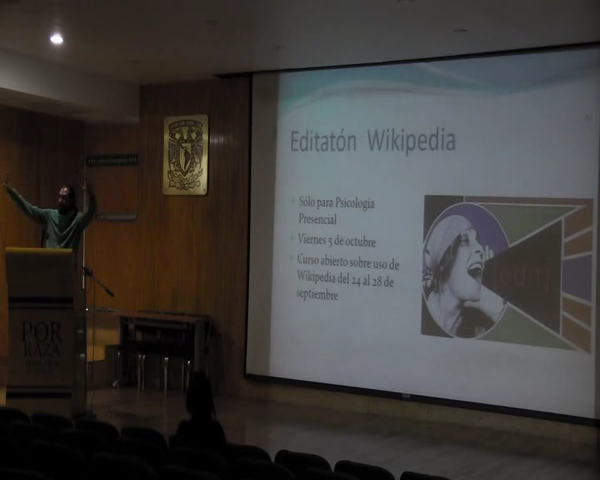 Editatón Wikipedia
Sólo para Psicología
Presencial
Viernes 5 de octubre
Curso abierto sobre uso de
Wikipedia del 24 al 28 de
septiembre
POR
RAZA